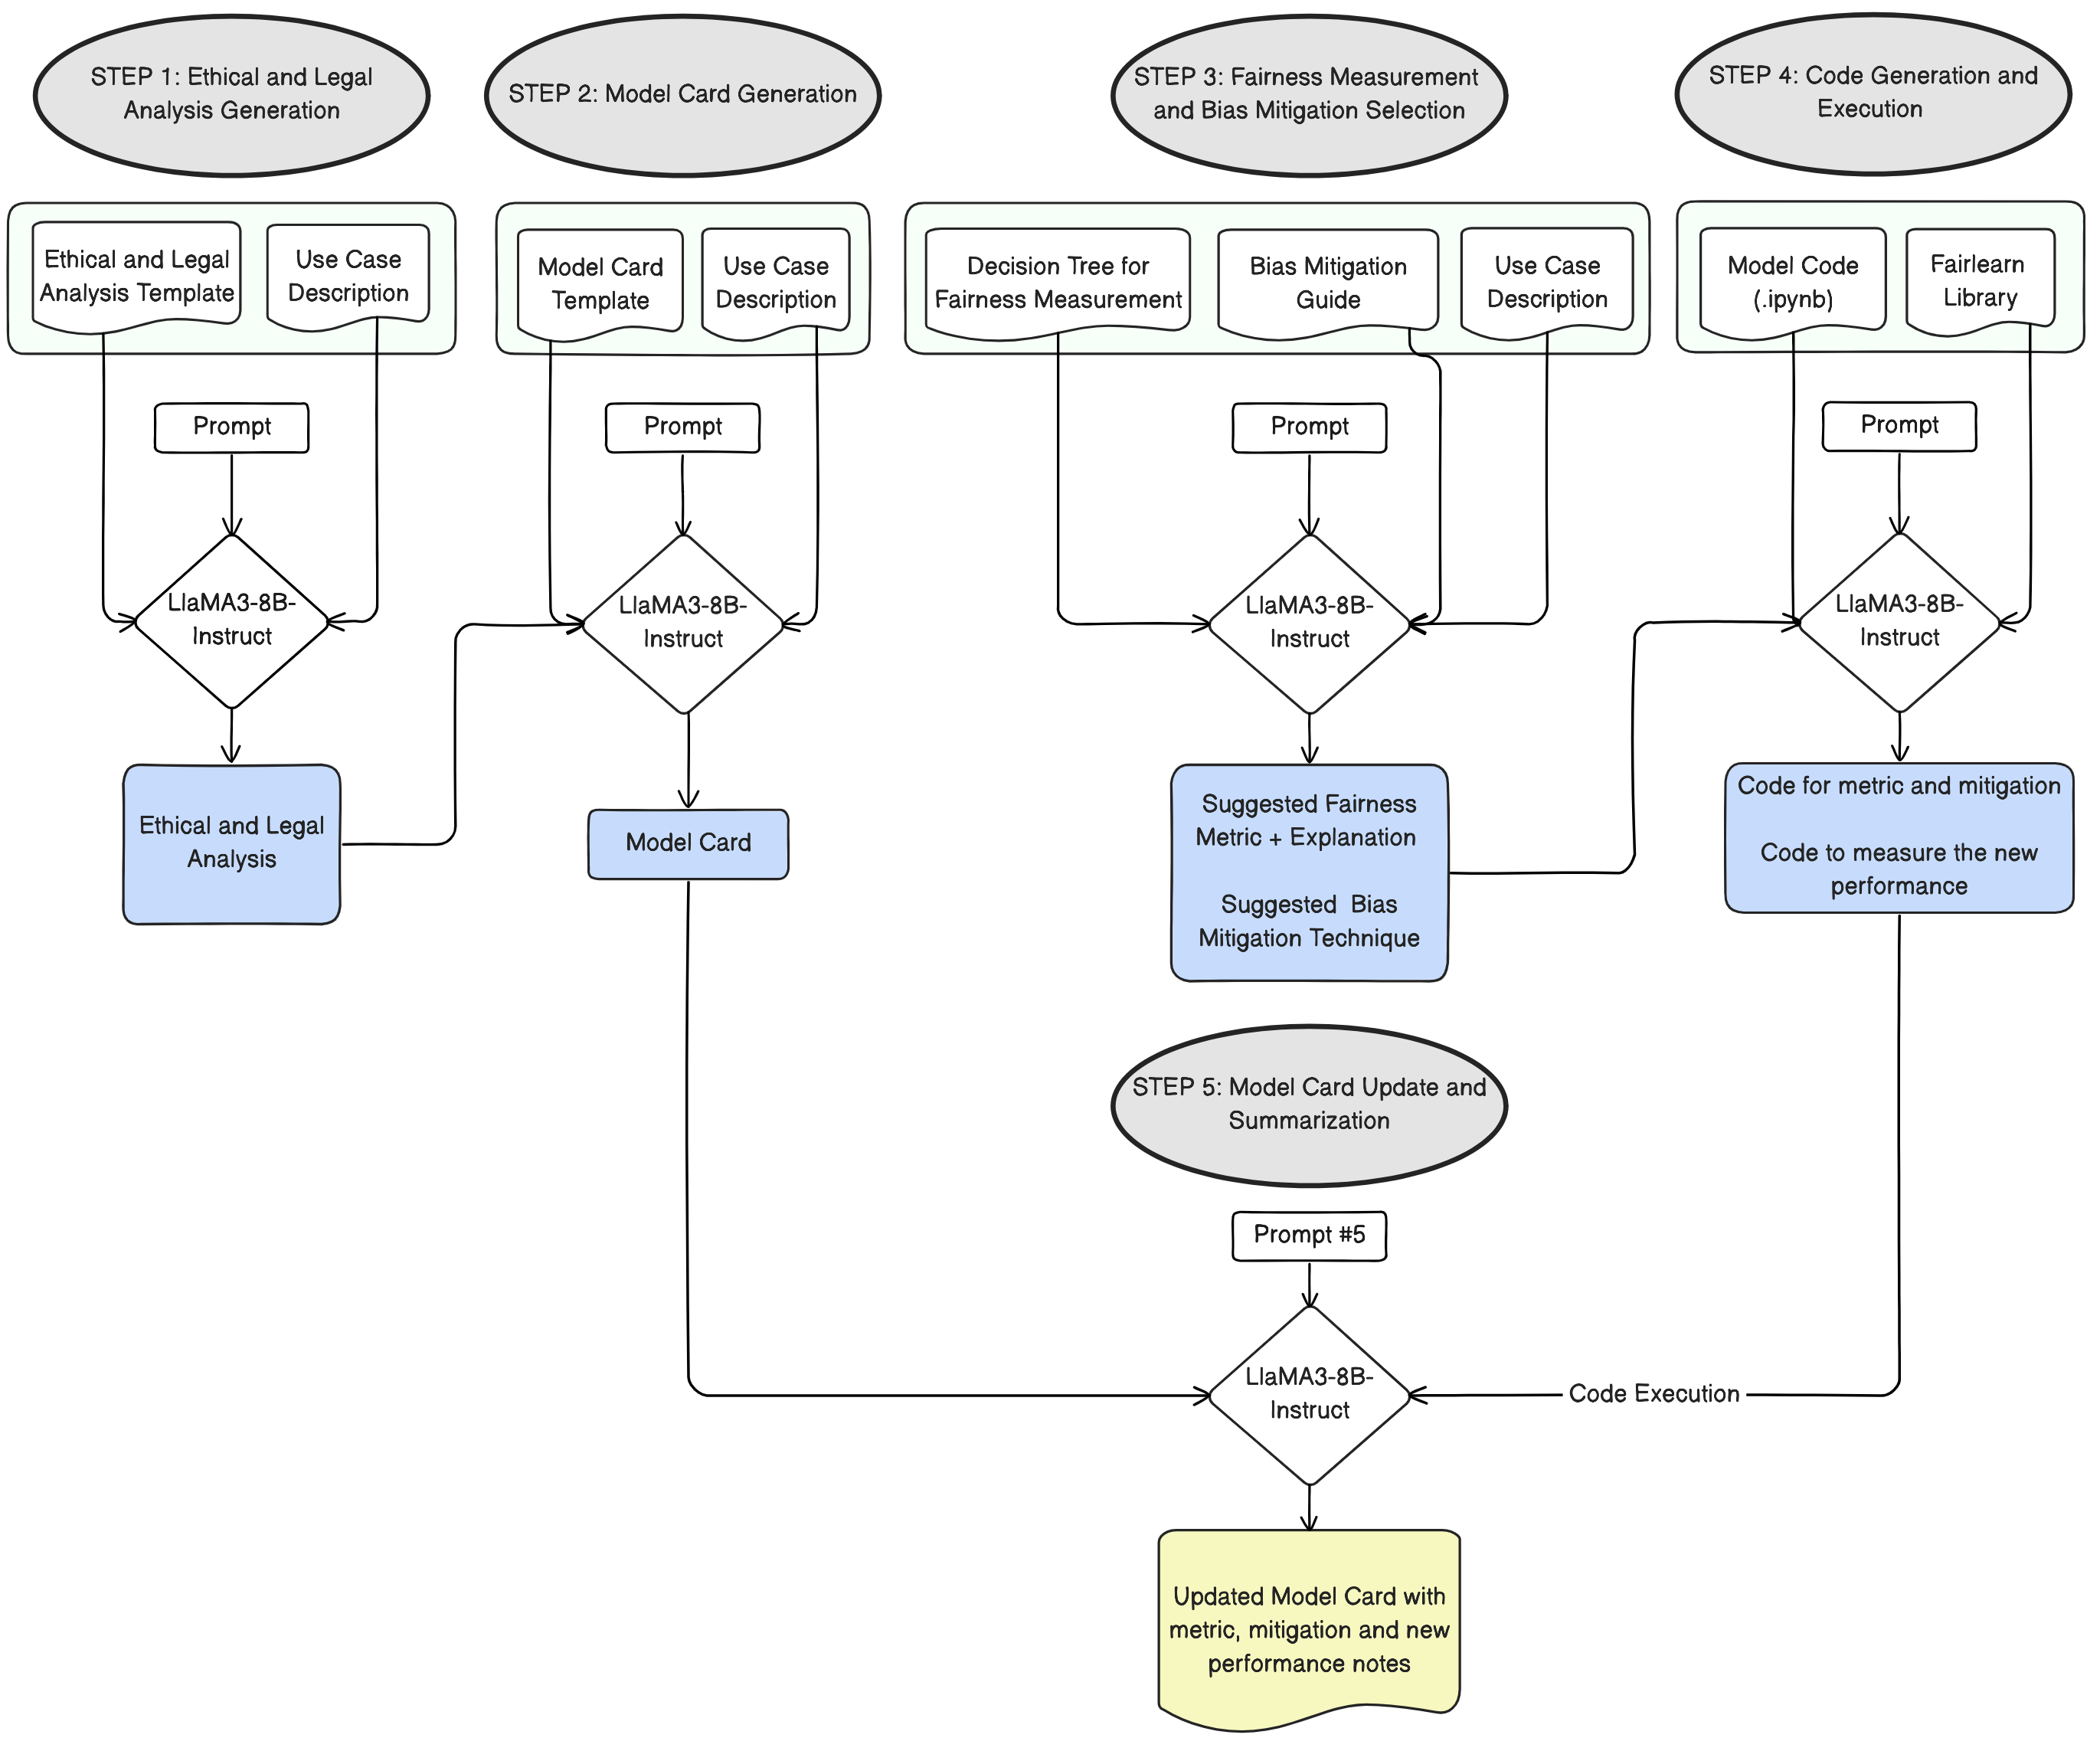 STEP 1: Ethical and Legal
Analysis Generation
STEP 2: Model Card Generation
STEP 3: Fairness Measurement
and Bias Mitigation Selection
STEP 4: Code Generation and
Execution
Ethical and Legal
Analysis Template
Use Case
Description
Model Card
Template
Use Case
Description
Decision Tree for
Fairness Measurement
Bias Mitigation
Guide
Use Case
Description
Model Code
(.ipynb)
Fairlearn
Library
Prompt
Prompt
Prompt
Prompt
LlaMA3-8B-
Instruct
LlaMA3-8B-
Instruct
LlaMA3-8B-
Instruct
LlaMA3-8B-
Instruct
Ethical and Legal
Analysis
Model Card
Suggested Fairness
Metric + Explanation
Suggested Bias
Mitigation Technique
Code for metric and mitigation
Code to measure the new
performance
STEP 5: Model Card Update and
Summarization
Prompt #5
LlaMA3-8B-
Instruct
Code Execution
Updated Model Card with
metric, mitigation and new
performance notes